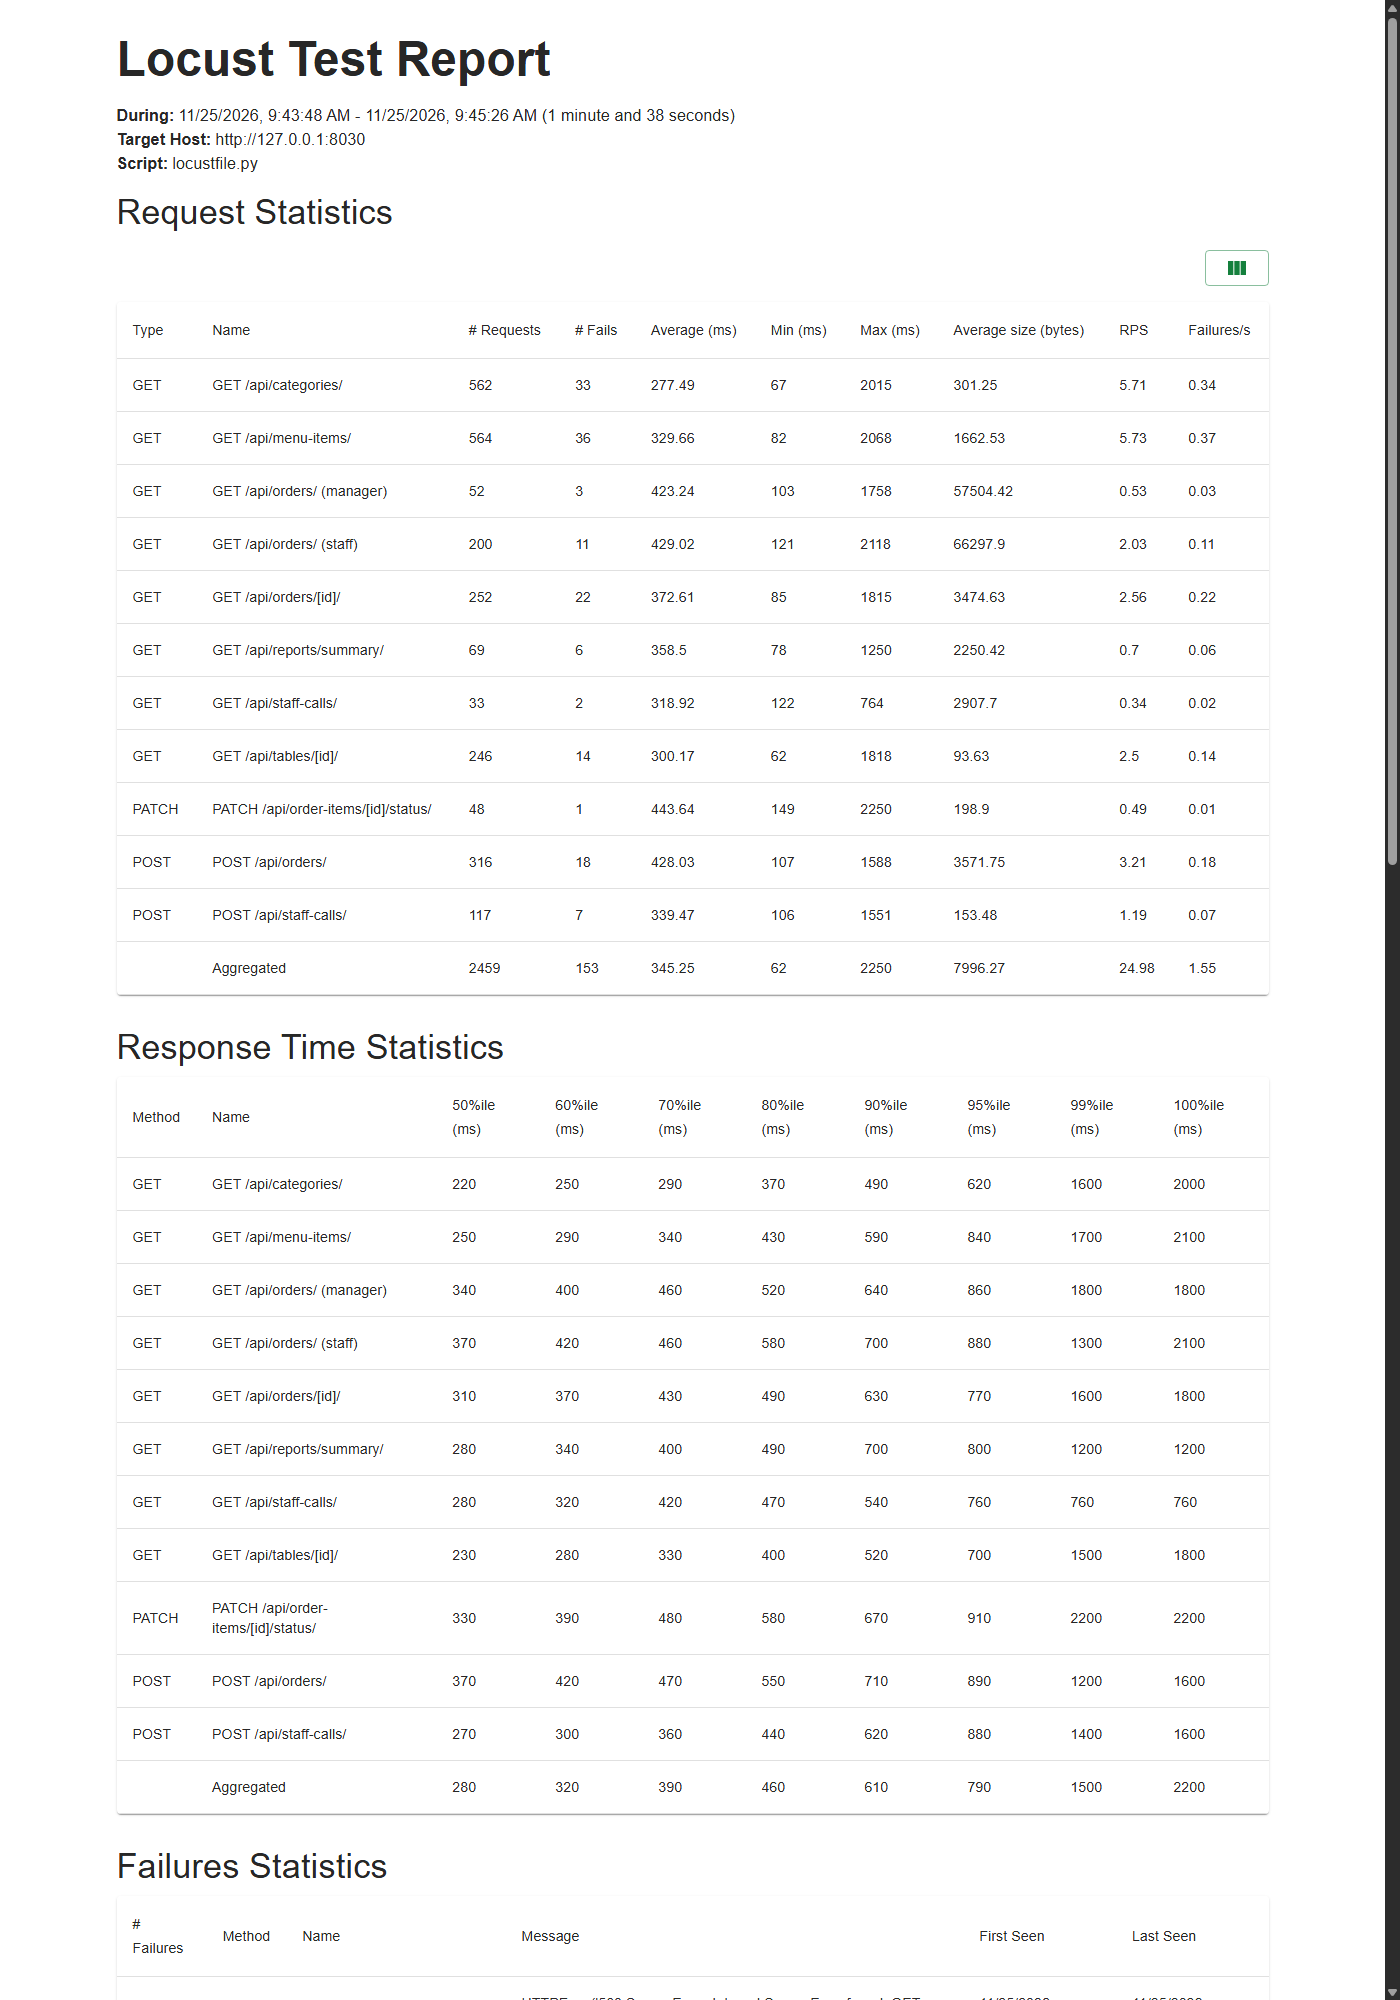 Locust Test Report
During: 11/25/2026, 9:43:48 AM - 11/25/2026, 9:45:26 AM (1 minute and 38 seconds)
Target Host: http://127.0.0.1:8030
Script: locustfile.py
Request Statistics
Type Name # Requests # Fails Average (ms) Min (ms) Max (ms) Average size (bytes) RPS Failures/s
GET GET /api/categories/ 562 33 277.49 67 2015 301.25 5.71 0.34
GET GET /api/menu-items/ 564 36 329.66 82 2068 1662.53 5.73 0.37
GET GET /api/orders/ (manager) 52 3 423.24 103 1758 57504.42 0.53 0.03
GET GET /api/orders/ (staff) 200 11 429.02 121 2118 66297.9 2.03 0.11
GET GET /api/orders/[id]/ 252 22 372.61 85 1815 3474.63 2.56 0.22
GET GET /api/reports/summary/ 69 6 358.5 78 1250 2250.42 0.7 0.06
GET GET /api/staff-calls/ 33 2 318.92 122 764 2907.7 0.34 0.02
GET GET /api/tables/[id]/ 246 14 300.17 62 1818 93.63 2.5 0.14
PATCH PATCH /api/order-items/[id]/status/ 48 1 443.64 149 2250 198.9 0.49 0.01
POST POST /api/orders/ 316 18 428.03 107 1588 3571.75 3.21 0.18
POST POST /api/staff-calls/ 117 7 339.47 106 1551 153.48 1.19 0.07
Aggregated 2459 153 345.25 62 2250 7996.27 24.98 1.55
Response Time Statistics
Method Name 50%ile (ms) 60%ile (ms) 70%ile (ms) 80%ile (ms) 90%ile (ms) 95%ile (ms) 99%ile (ms) 100%ile (ms)
GET GET /api/categories/ 220 250 290 370 490 620 1600 2000
GET GET /api/menu-items/ 250 290 340 430 590 840 1700 2100
GET GET /api/orders/ (manager) 340 400 460 520 640 860 1800 1800
GET GET /api/orders/ (staff) 370 420 460 580 700 880 1300 2100
GET GET /api/orders/[id]/ 310 370 430 490 630 770 1600 1800
GET GET /api/reports/summary/ 280 340 400 490 700 800 1200 1200
GET GET /api/staff-calls/ 280 320 420 470 540 760 760 760
GET GET /api/tables/[id]/ 230 280 330 400 520 700 1500 1800
PATCH PATCH /api/order-items/[id]/status/ 330 390 480 580 670 910 2200 2200
POST POST /api/orders/ 370 420 470 550 710 890 1200 1600
POST POST /api/staff-calls/ 270 300 360 440 620 880 1400 1600
Aggregated 280 320 390 460 610 790 1500 2200
Failures Statistics
# Failures Method Name Message First Seen Last Seen